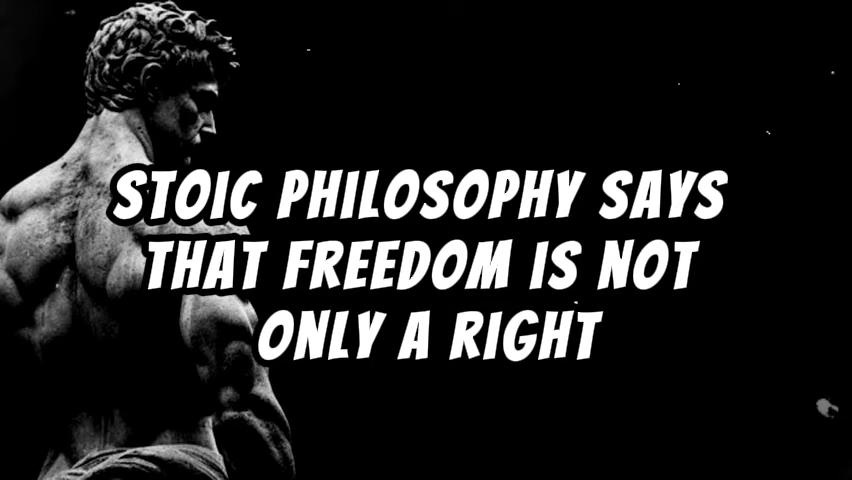 STOIC PHILOSOPHY SAYS
THAT FREEDOM IS NOT
ONLY A RIGHT